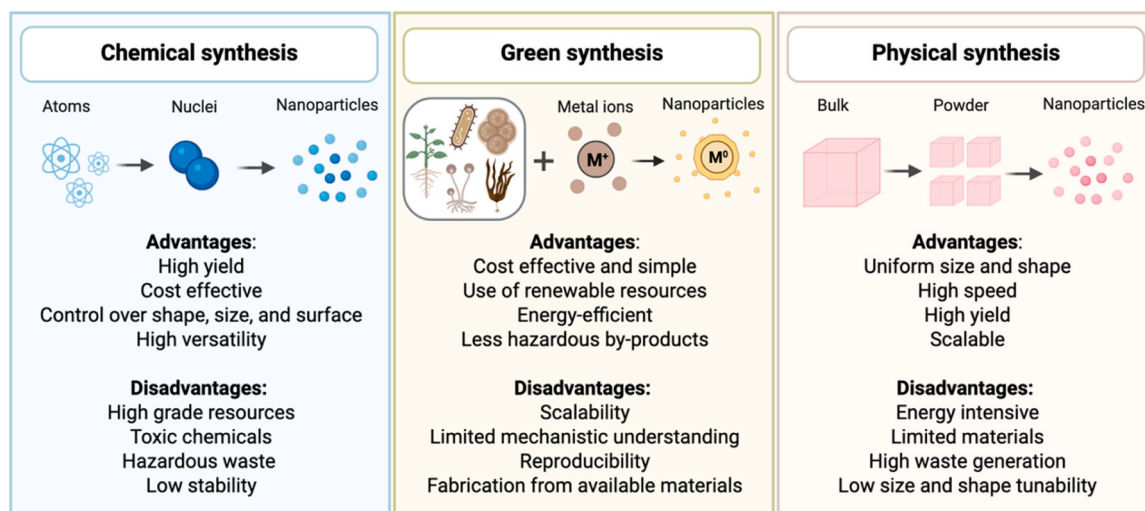 Chemical synthesis
Atoms
Nuclei
Nanoparticles
Advantages:
High yield
Cost effective
Control over shape, size, and surface
High versatility
Disadvantages:
High grade resources
Toxic chemicals
Hazardous waste
Low stability
Green synthesis
Metal ions
Nanoparticles
+
M⁺
M⁰
Advantages:
Cost effective and simple
Use of renewable resources
Energy-efficient
Less hazardous by-products
Disadvantages:
Scalability
Limited mechanistic understanding
Reproducibility
Fabrication from available materials
Physical synthesis
Bulk
Powder
Nanoparticles
Advantages:
Uniform size and shape
High speed
High yield
Scalable
Disadvantages:
Energy intensive
Limited materials
High waste generation
Low size and shape tunability